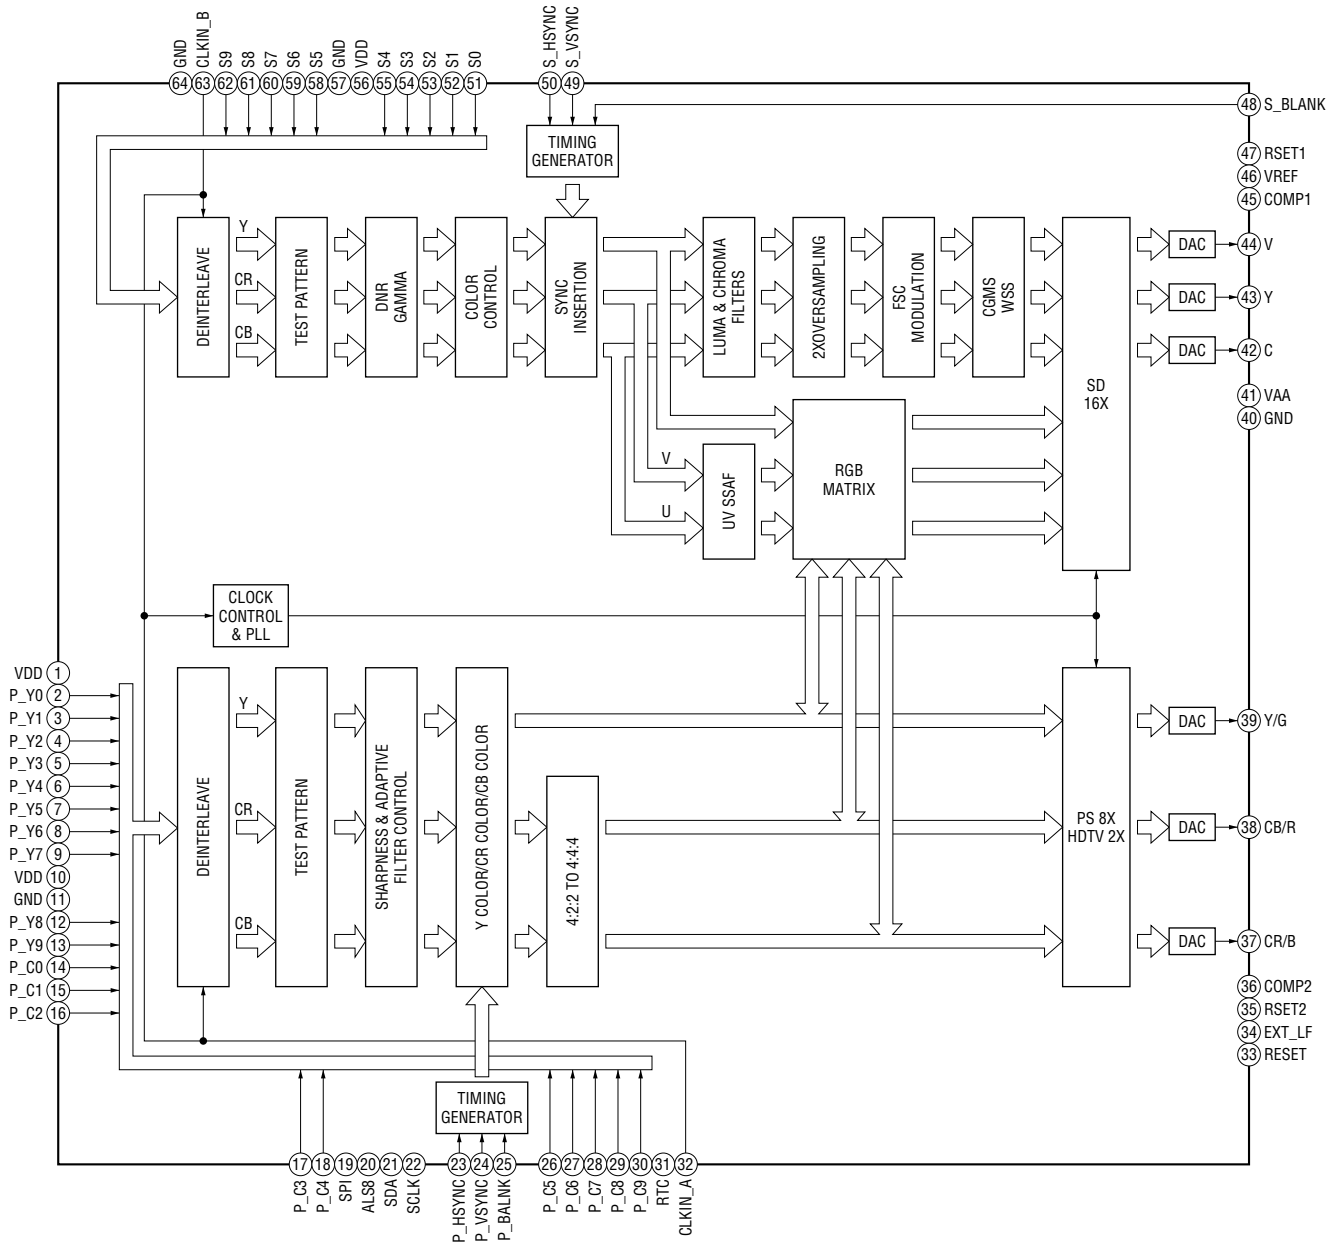 GND
CLKIN_B
S9
S8
S7
S6
S5
GND
VDD
S4
S3
S2
S1
S0
S_HSYNC
S_VSYNC
64
63
62
61
60
59
58
57
56
55
54
53
52
51
50
49
48 S_BLANK
TIMING
GENERATOR
47 RSET1
46 VREF
45 COMP1
DEINTERLEAVE
Y
CR
CB
TEST PATTERN
DNR
GAMMA
COLOR
CONTROL
SYNC
INSERTION
LUMA & CHROMA
FILTERS
2XOVERSAMPLING
FSC
MODULATION
CGMS
WSS
SD
16X
DAC
44 V
DAC
43 Y
DAC
42 C
41 VAA
40 GND
V
U
UV SSAF
RGB
MATRIX
CLOCK
CONTROL
& PLL
VDD 1
P_Y0 2
P_Y1 3
P_Y2 4
P_Y3 5
P_Y4 6
P_Y5 7
P_Y6 8
P_Y7 9
VDD 10
GND 11
P_Y8 12
P_Y9 13
P_C0 14
P_C1 15
P_C2 16
DEINTERLEAVE
Y
CR
CB
TEST PATTERN
SHARPNESS & ADAPTIVE
FILTER CONTROL
Y COLOR/CR COLOR/CB COLOR
4:2:2 TO 4:4:4
PS 8X
HDTV 2X
DAC
39 Y/G
DAC
38 CB/R
DAC
37 CR/B
36 COMP2
35 RSET2
34 EXT_LF
33 RESET
TIMING
GENERATOR
17
18
19
20
21
22
23
24
25
26
27
28
29
30
31
32
P_C3
P_C4
SPI
ALS8
SDA
SCLK
P_HSYNC
P_VSYNC
P_BALNK
P_C5
P_C6
P_C7
P_C8
P_C9
RTC
CLKIN_A